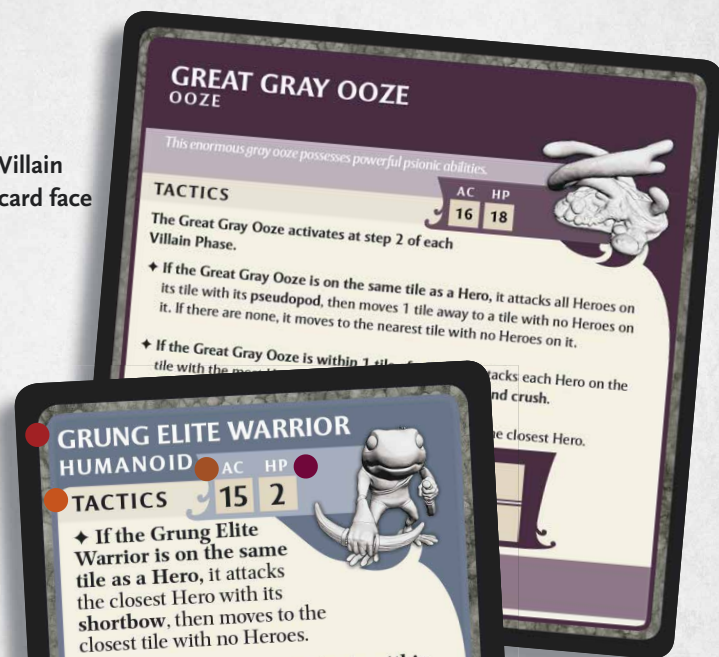 Villain
card face
GREAT GRAY OOZE
OOZE
This enormous gray ooze possesses powerful psionic abilities.
TACTICS
AC HP
16 18
The Great Gray Ooze activates at step 2 of each
Villain Phase.
✦ If the Great Gray Ooze is on the same tile as a Hero, it attacks all Heroes on
its tile with its pseudopod, then moves 1 tile away to a tile with no Heroes on
it. If there are none, it moves to the nearest tile with no Heroes on it.
✦ If the Great Gray Ooze is within 1 tile attacks each Hero on the
tile with the and crush.
closest Hero.
GRUNG ELITE WARRIOR
HUMANOID
AC HP
TACTICS
15 2
✦ If the Grung Elite
Warrior is on the same
tile as a Hero, it attacks
the closest Hero with its
shortbow, then moves to the
closest tile with no Heroes.